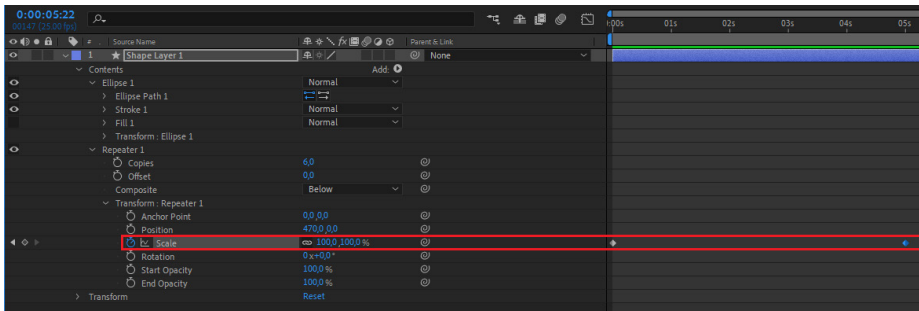 0:00:05:22
00147 (25.00 fps)
:00s 01s 02s 03s 04s 05s
# Source Name Parent & Link
1 Shape Layer 1 None
Contents Add:
Ellipse 1 Normal
Ellipse Path 1
Stroke 1 Normal
Fill 1 Normal
Transform : Ellipse 1
Repeater 1
Copies 6,0
Offset 0,0
Composite Below
Transform : Repeater 1
Anchor Point 0,0,0,0
Position 470,0,0,0
Scale 100,0,100,0%
Rotation 0x+0,0°
Start Opacity 100,0%
End Opacity 100,0%
Transform Reset